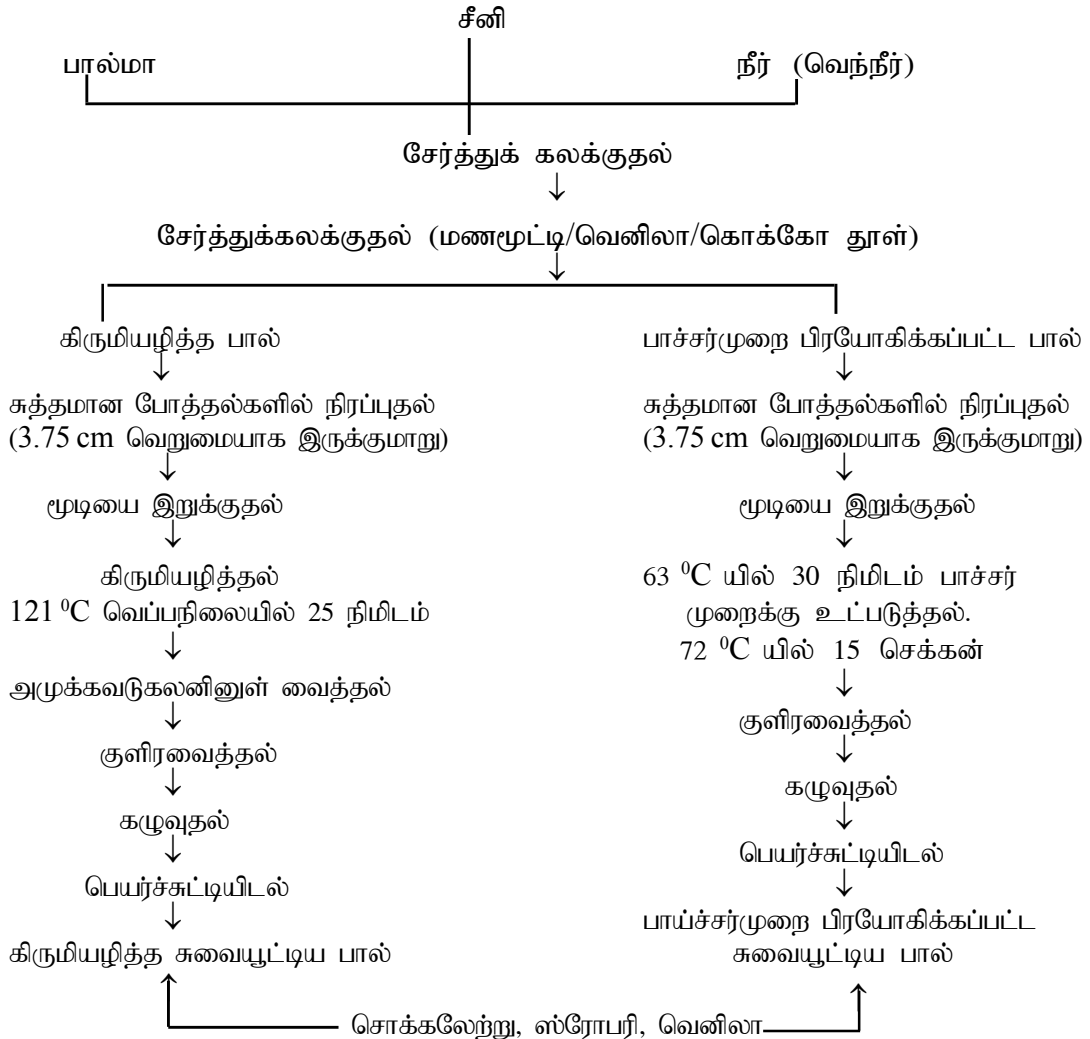 சீனி
பால்மா
நீர் (வெந்நீர்)
சேர்த்துக் கலக்குதல்
சேர்த்துக்கலக்குதல் (மணமூட்டி/வெனிலா/கொக்கோ தூள்)
கிருமியழித்த பால்
சுத்தமான போத்தல்களில் நிரப்புதல்
(3.75 cm வெறுமையாக இருக்குமாறு)
மூடியை இறுக்குதல்
கிருமியழித்தல்
121 ⁰C வெப்பநிலையில் 25 நிமிடம்
அமுக்கவடுகலனினுள் வைத்தல்
குளிரவைத்தல்
கழுவுதல்
பெயர்ச்சுட்டியிடல்
கிருமியழித்த சுவையூட்டிய பால்
பாச்சர்முறை பிரயோகிக்கப்பட்ட பால்
சுத்தமான போத்தல்களில் நிரப்புதல்
(3.75 cm வெறுமையாக இருக்குமாறு)
மூடியை இறுக்குதல்
63 ⁰C யில் 30 நிமிடம் பாச்சர்
முறைக்கு உட்படுத்தல்.
72 ⁰C யில் 15 செக்கன்
குளிரவைத்தல்
கழுவுதல்
பெயர்ச்சுட்டியிடல்
பாய்ச்சர்முறை பிரயோகிக்கப்பட்ட
சுவையூட்டிய பால்
சொக்கலேற்று, ஸ்ரோபரி, வெனிலா